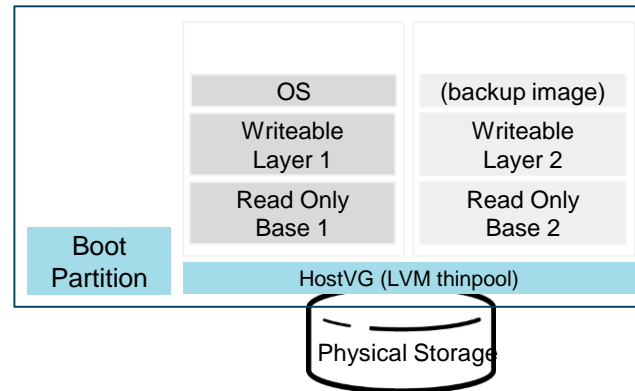 OS
Writeable
Layer 1
Read Only
Base 1
(backup image)
Writeable
Layer 2
Read Only
Base 2
Boot
Partition
HostVG (LVM thinpool)
Physical Storage